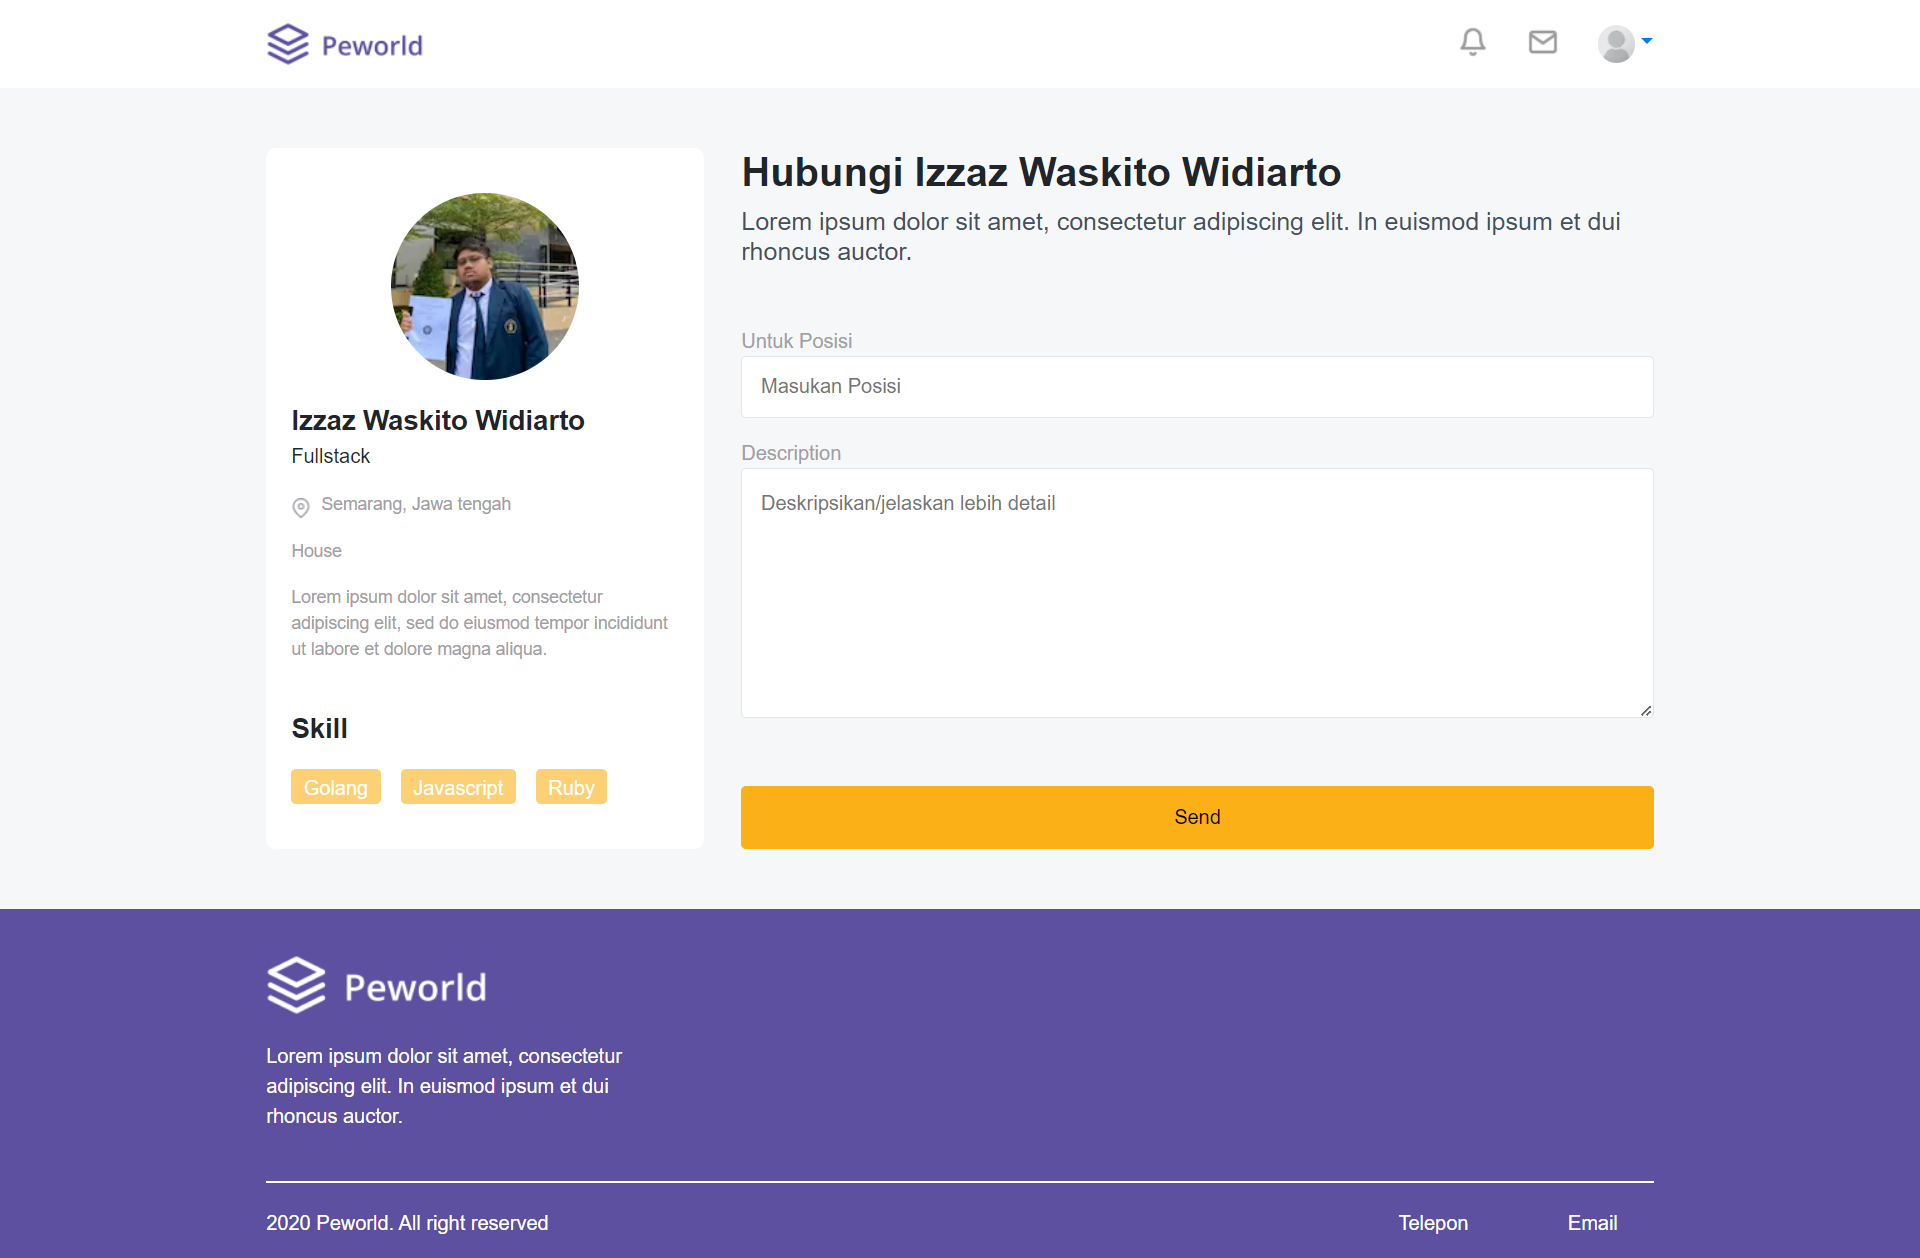 Peworld
Izzaz Waskito Widiarto
Fullstack
Semarang, Jawa tengah
House
Lorem ipsum dolor sit amet, consectetur
adipiscing elit, sed do eiusmod tempor incididunt
ut labore et dolore magna aliqua.
Skill
Golang Javascript Ruby
Hubungi Izzaz Waskito Widiarto
Lorem ipsum dolor sit amet, consectetur adipiscing elit. In euismod ipsum et dui
rhoncus auctor.
Untuk Posisi
Masukan Posisi
Description
Deskripsikan/jelaskan lebih detail
Send
Peworld
Lorem ipsum dolor sit amet, consectetur
adipiscing elit. In euismod ipsum et dui
rhoncus auctor.
2020 Peworld. All right reserved
Telepon Email